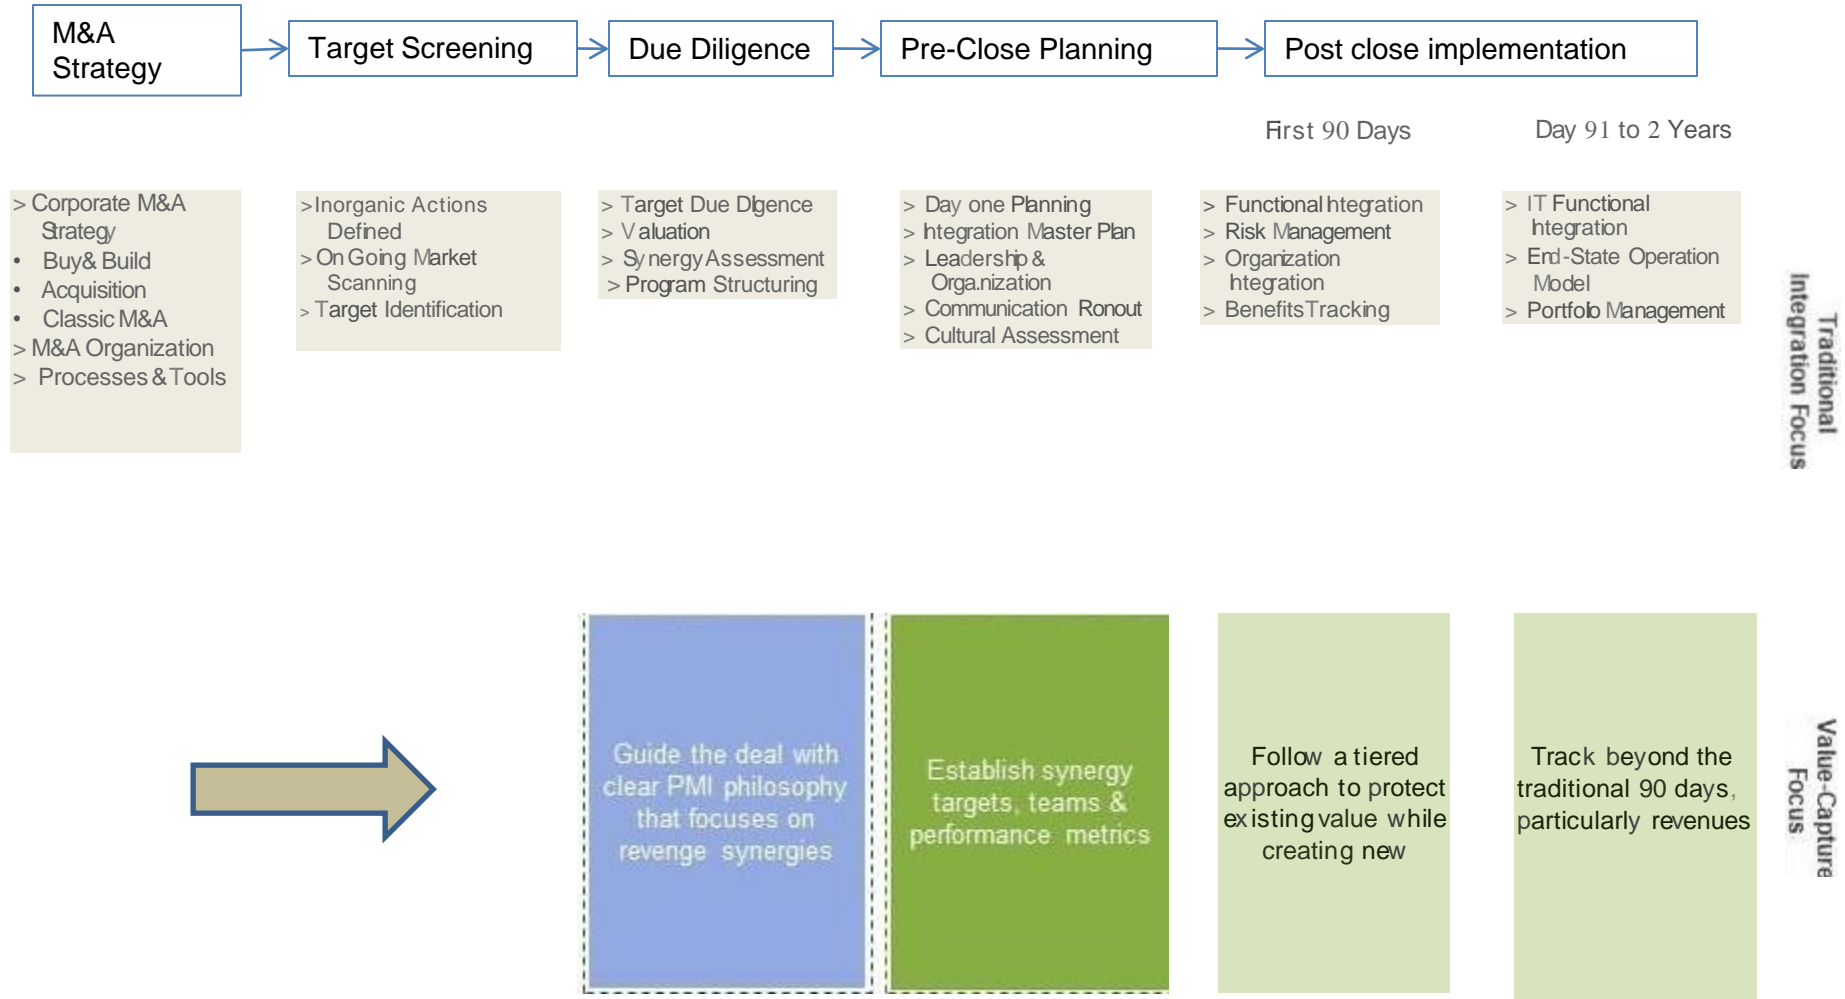 M&A
Strategy
Target Screening
Due Diligence
Pre-Close Planning
Post close implementation
First 90 Days
Day 91 to 2 Years
> Corporate M&A
Strategy
• Buy& Build
• Acquisition
• Classic M&A
> M&A Organization
> Processes & Tools
>Inorganic Actions
Defined
> On Going Market
Scanning
> Target Identification
> Target Due Dlgence
> Valuation
> Synergy Assessment
> Program Structuring
> Day one Planning
> Integration Master Plan
> Leadership &
Orga.nization
> Communication Ronout
> Cultural Assessment
> Functional Integration
> Risk Management
> Organization
Integration
> Benefits Tracking
> IT Functional
Integration
> End-State Operation
Model
> Portfolo Management
Traditional
Integration Focus
Guide the deal with
clear PMI philosophy
that focuses on
revenge synergies
Establish synergy
targets, teams &
performance metrics
Follow a tiered
approach to protect
existing value while
creating new
Track beyond the
traditional 90 days,
particularly revenues
Value-Capture
Focus